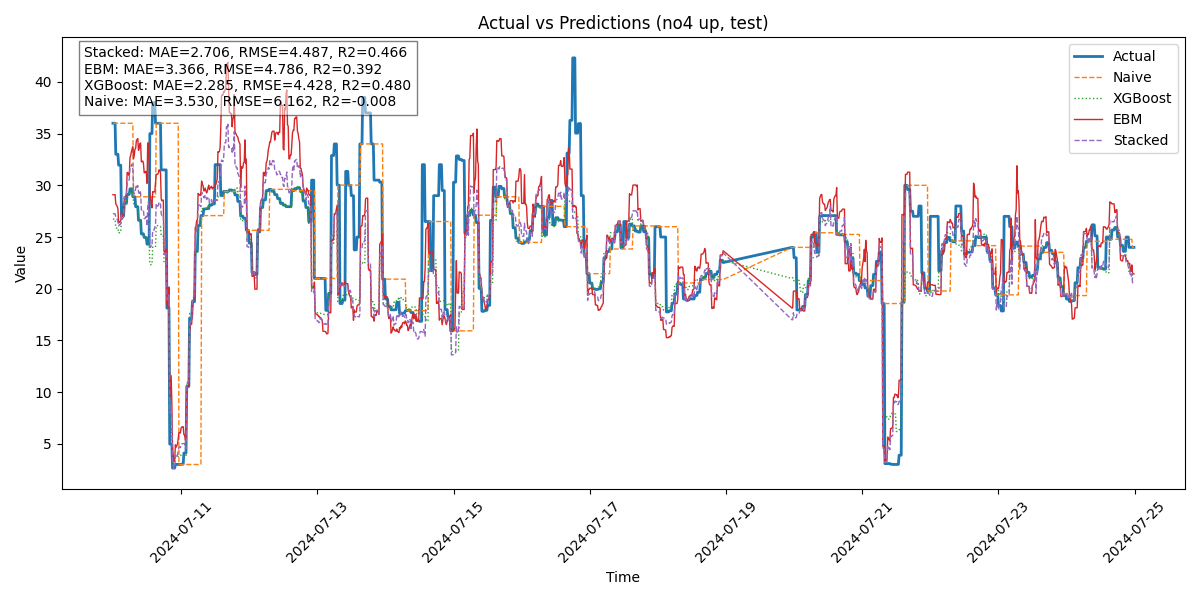 Actual vs Predictions (no4 up, test)
Stacked: MAE=2.706, RMSE=4.487, R2=0.466
EBM: MAE=3.366, RMSE=4.786, R2=0.392
XGBoost: MAE=2.285, RMSE=4.428, R2=0.480
Naive: MAE=3.530, RMSE=6.162, R2=-0.008
Actual
Naive
XGBoost
EBM
Stacked
Value
40
35
30
25
20
15
10
5
2024-07-11
2024-07-13
2024-07-15
2024-07-17
2024-07-19
2024-07-21
2024-07-23
2024-07-25
Time